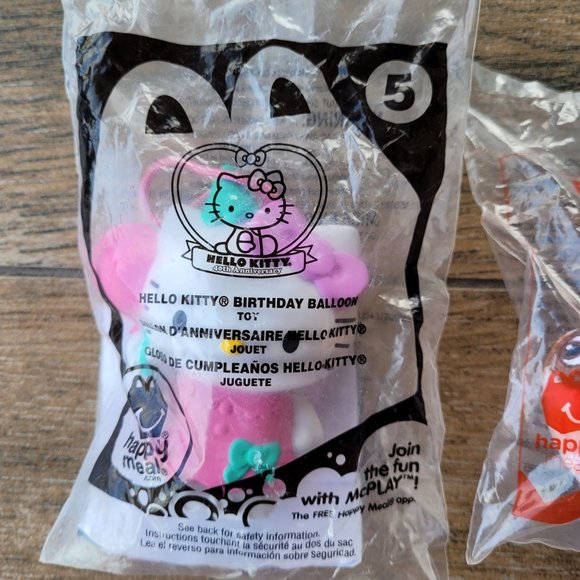 5
HELLO KITTY
40th Anniversary
HELLO KITTY® BIRTHDAY BALLOON
TOY
D'ANNIVERSAIRE HELLO KITTY®
JOUET
DE CUMPLEAÑOS HELLO KITTY®
JUGUETE
happy
meal
.com
Join
the fun
with McPLAY™!
The FREE Happy Meal® app.
See back for safety information.
Instructions touchant la sécurité au dos du sac
Lea el reverso para información sobre seguridad.